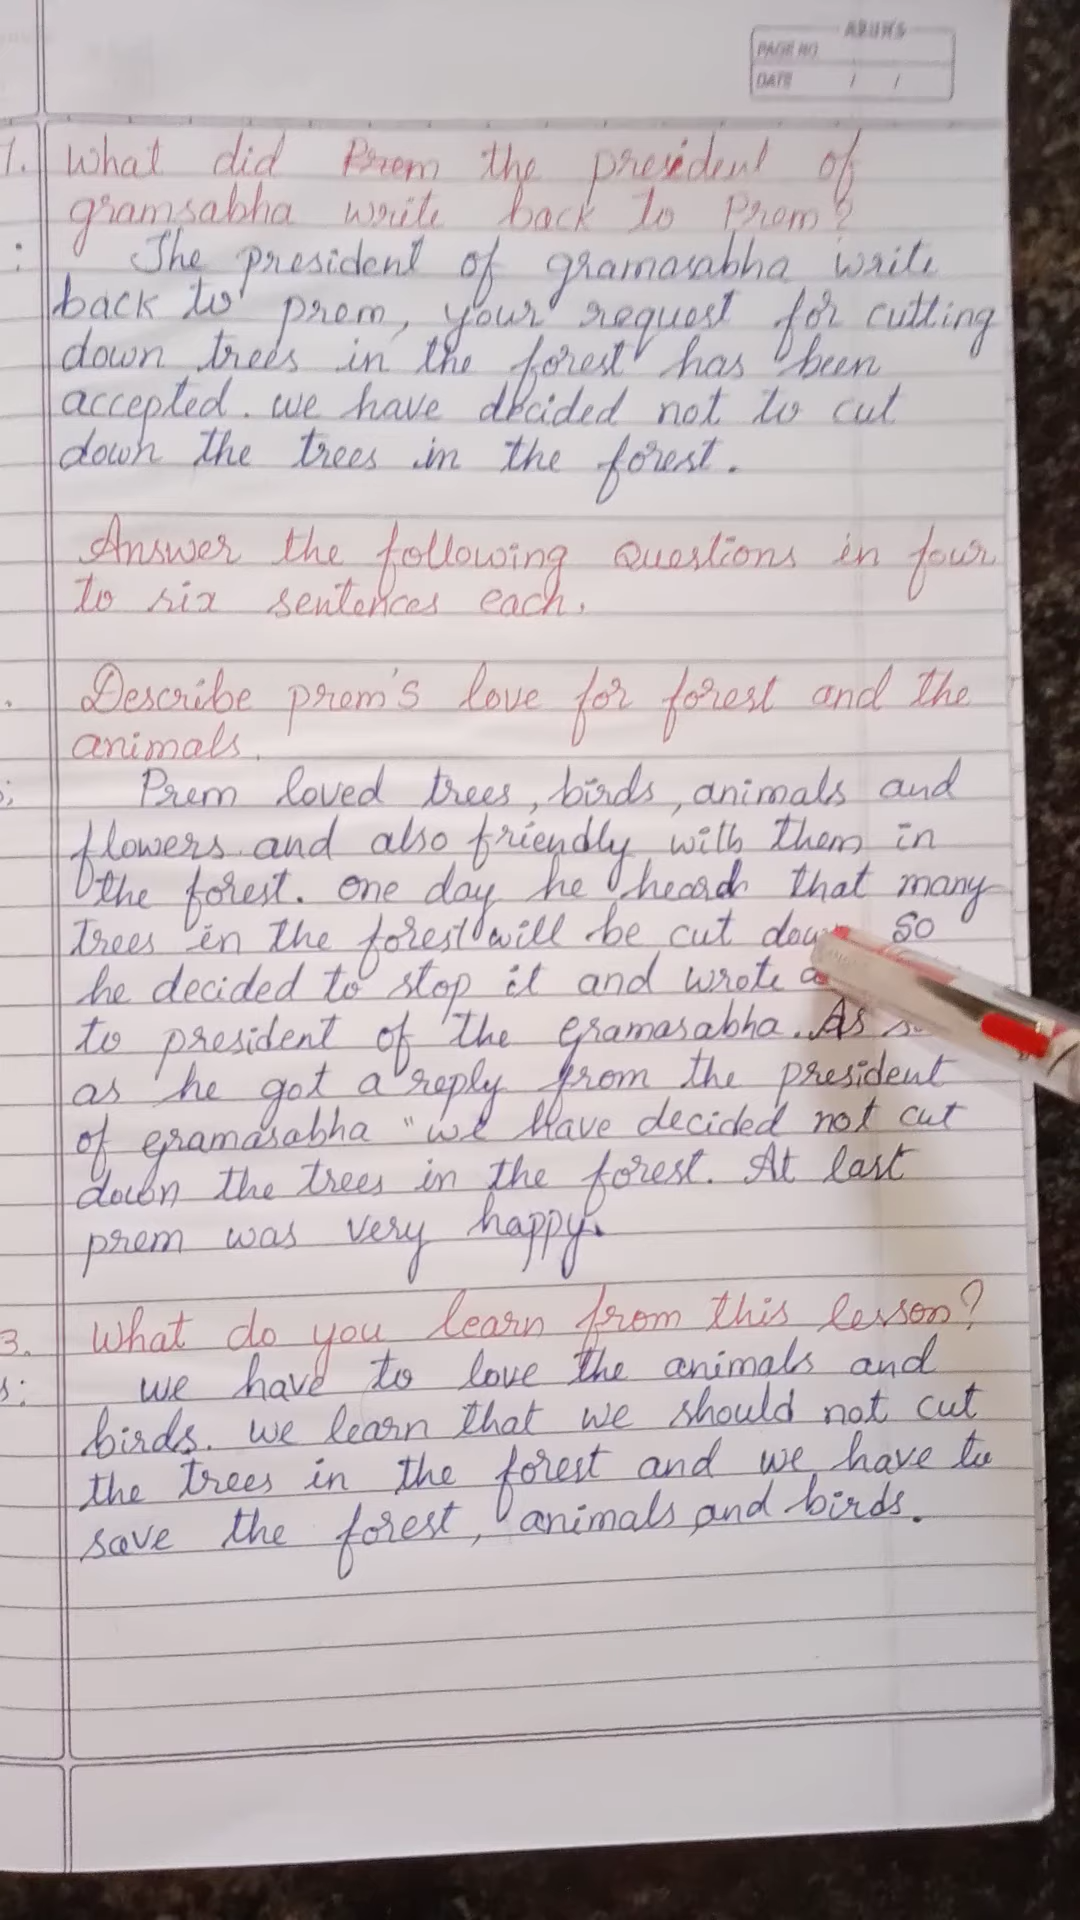 ARUHS
PAGE NO
DATE / /
1. What did Prem the president of
gramsabha write back to Prem?
: The president of gramasabha write
back to prem, your request for cutting
down trees in the forest has been
accepted. we have decided not to cut
down the trees in the forest.
Answer the following Questions in four
to six sentences each.
. Describe prem's love for forest and the
animals.
s; Prem loved trees, birds, animals and
flowers and also friendly with them in
the forest. one day he heard that many
trees in the forest will be cut down so
he decided to stop it and wrote a
to president of the gramasabha. As s
as he got a reply from the president
of gramasabha "we have decided not cut
down the trees in the forest. At last
prem was very happy.
3. What do you learn from this lesson?
s: we have to love the animals and
birds. we learn that we should not cut
the trees in the forest and we have to
save the forest, animals and birds.